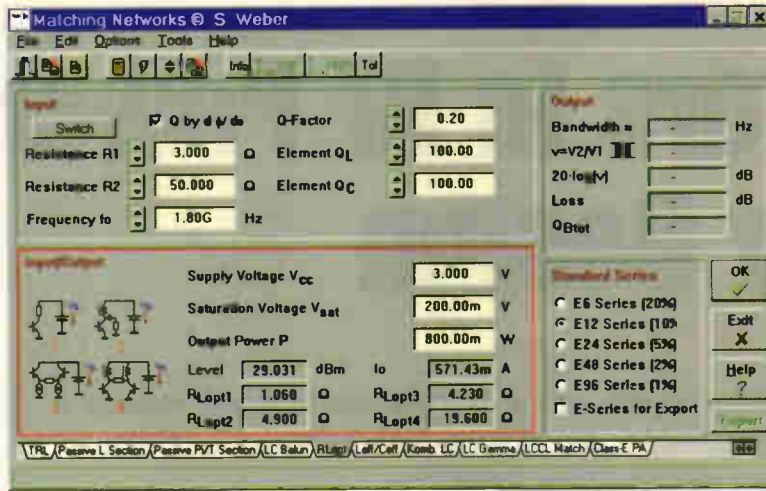 Matching Networks © S Weber
File Edit Options Tools Help
Info Tol
Input
Switch
Q by d φ/ dω
Q-Factor 0.20
Resistance R1 3.000 Ω
Element QL 100.00
Resistance R2 50.000 Ω
Element QC 100.00
Frequency fo 1.80G Hz
Output
Bandwidth ≈ - Hz
v=V2/V1 -
20·log|v| - dB
Loss - dB
QBtot -
Input/Output
Supply Voltage Vcc 3.000 V
Saturation Voltage Vsat 200.00m V
Output Power P 800.00m W
Level 29.031 dBm
Io 571.43m A
RLopt1 1.060 Ω
RLopt3 4.230 Ω
RLopt2 4.900 Ω
RLopt4 19.600 Ω
Standard Series
E6 Series (20%)
E12 Series (10%
E24 Series (5%)
E48 Series (2%)
E96 Series (1%)
E-Series for Export
OK
Exit
Help
?
TRL Passive L Section Passive PI/T Section LC Balun RLopt Leff/Ceff Komb. LC LC Gamma LCCL Match Class-E PA